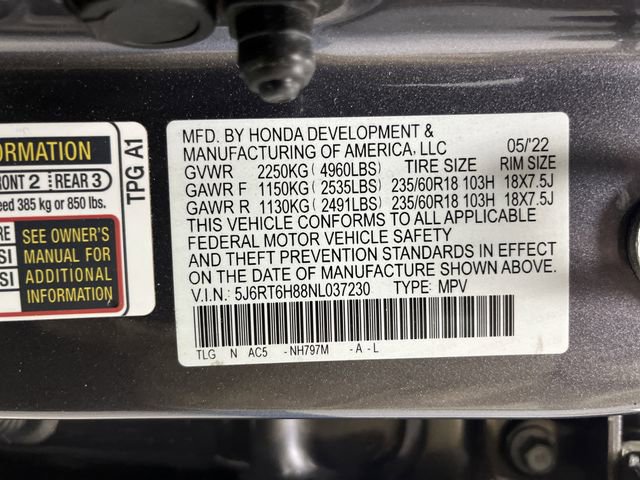 ORMATION
RONT 2 REAR 3
eed 385 kg or 850 lbs.
RE
SI
SI
SEE OWNER'S
MANUAL FOR
ADDITIONAL
INFORMATION
TPG A1
MFD. BY HONDA DEVELOPMENT &
MANUFACTURING OF AMERICA, LLC 05/'22
GVWR 2250KG ( 4960LBS) TIRE SIZE RIM SIZE
GAWR F 1150KG ( 2535LBS) 235/60R18 103H 18X7.5J
GAWR R 1130KG ( 2491LBS) 235/60R18 103H 18X7.5J
THIS VEHICLE CONFORMS TO ALL APPLICABLE
FEDERAL MOTOR VEHICLE SAFETY
AND THEFT PREVENTION STANDARDS IN EFFECT
ON THE DATE OF MANUFACTURE SHOWN ABOVE.
V.I.N.: 5J6RT6H88NL037230 TYPE: MPV
TLG N AC5 - NH797M - A - L